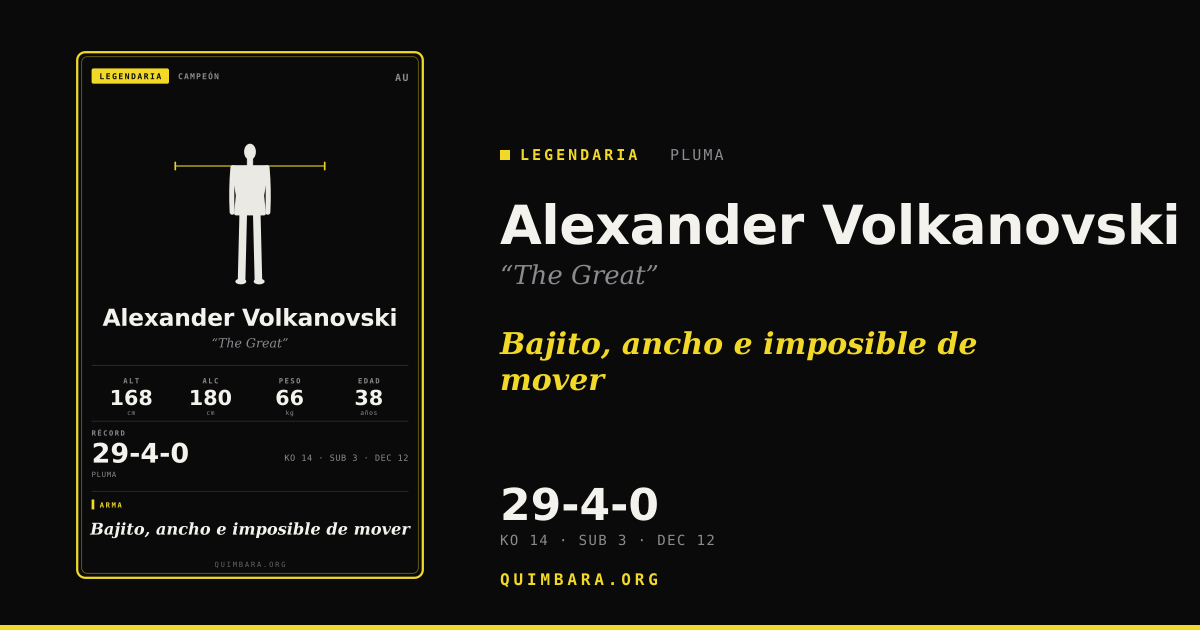 LEGENDARIA CAMPEÓN AU
Alexander Volkanovski
“The Great”
ALT ALC PESO EDAD
168 180 66 38
cm cm kg años
RÉCORD
29-4-0
KO 14 · SUB 3 · DEC 12
PLUMA
ARMA
Bajito, ancho e imposible de mover
QUIMBARA.ORG
LEGENDARIA PLUMA
Alexander Volkanovski
“The Great”
Bajito, ancho e imposible de
mover
29-4-0
KO 14 · SUB 3 · DEC 12
QUIMBARA.ORG